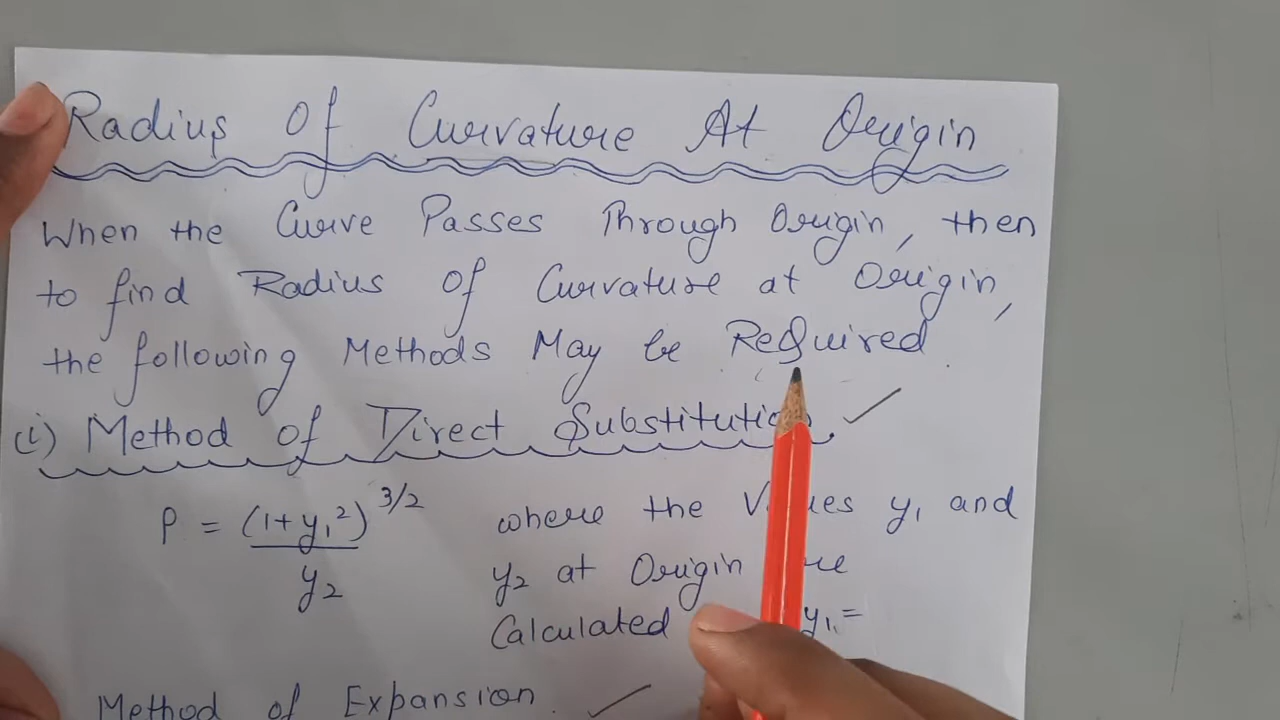 Radius Of Curvature At Origin
When the Curve Passes Through Origin, then
to find Radius Of Curvature at Origin,
the following Methods May be ReQuired.
(i) Method of Direct Substitution.
ρ = (1+y₁²)^3/2 / y₂
where the and
y₁
y₂ at Origin
Calculated y₁=
Method of Expansion.